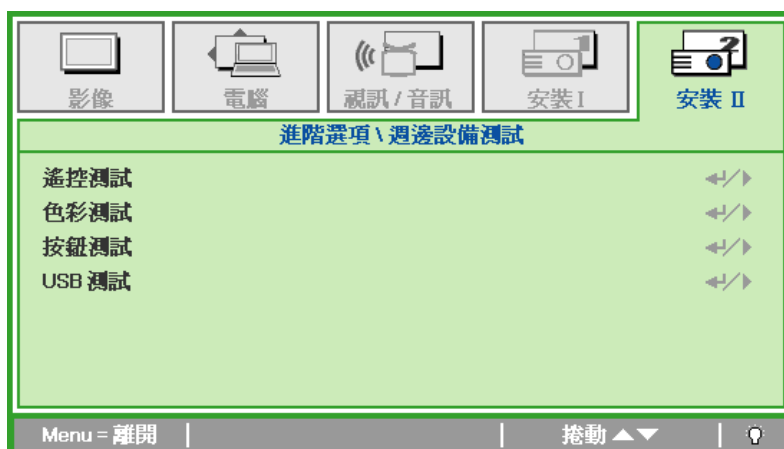 影像
電腦
視訊 / 音訊
安裝 I
安裝 II
進階選項 \ 週邊設備測試
遙控測試
色彩測試
按鈕測試
USB 測試
Menu = 離開
捲動 ▲▼